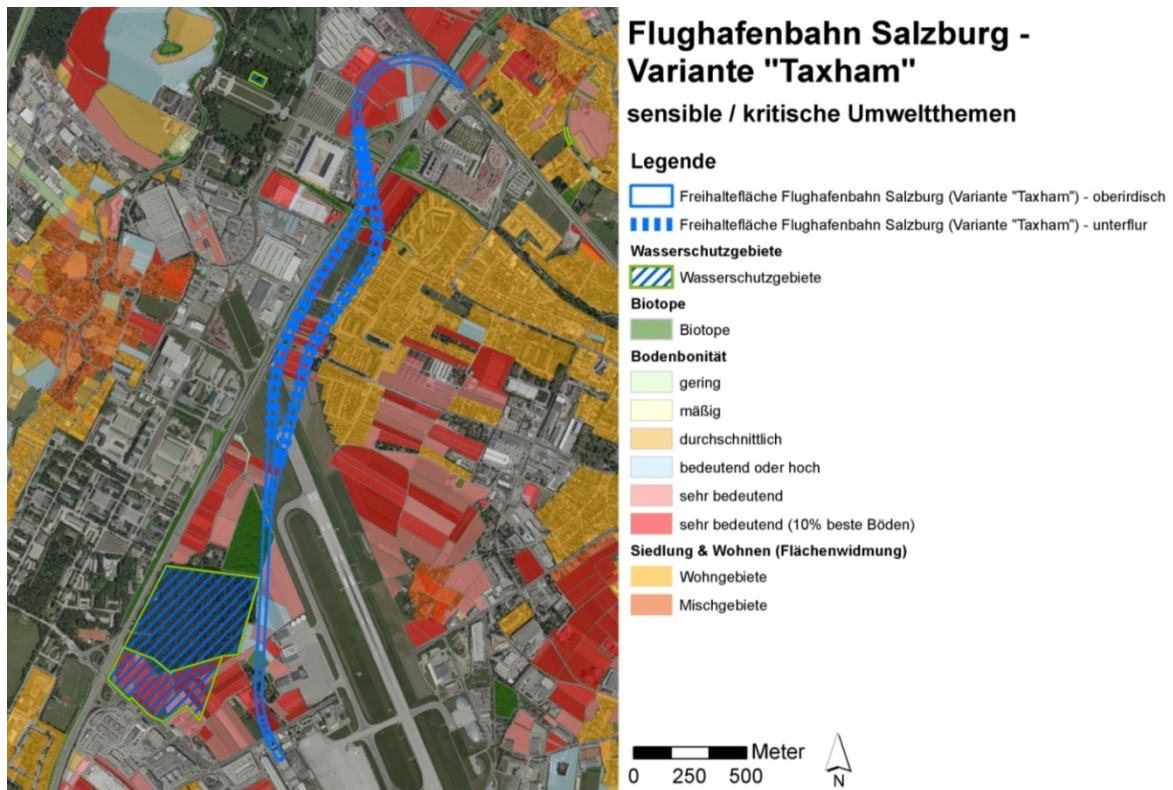 Flughafenbahn Salzburg -
Variante "Taxham"
sensible / kritische Umweltthemen
Legende
Freihaltefläche Flughafenbahn Salzburg (Variante "Taxham") - oberirdisch
Freihaltefläche Flughafenbahn Salzburg (Variante "Taxham") - unterflur
Wasserschutzgebiete
Wasserschutzgebiete
Biotope
Biotope
Bodenbonität
gering
mäßig
durchschnittlich
bedeutend oder hoch
sehr bedeutend
sehr bedeutend (10% beste Böden)
Siedlung & Wohnen (Flächenwidmung)
Wohngebiete
Mischgebiete
Meter
0 250 500
N